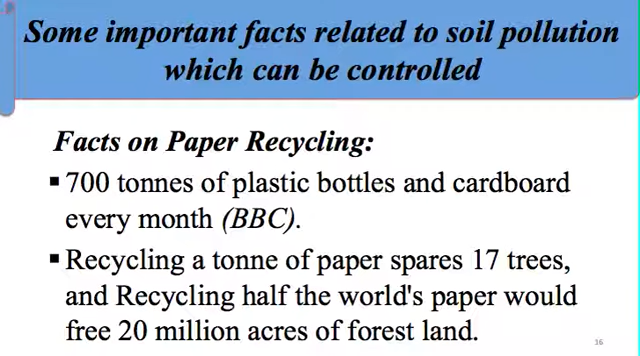 Some important facts related to soil pollution
which can be controlled
Facts on Paper Recycling:
▪ 700 tonnes of plastic bottles and cardboard
every month (BBC).
▪ Recycling a tonne of paper spares 17 trees,
and Recycling half the world's paper would
free 20 million acres of forest land.
16